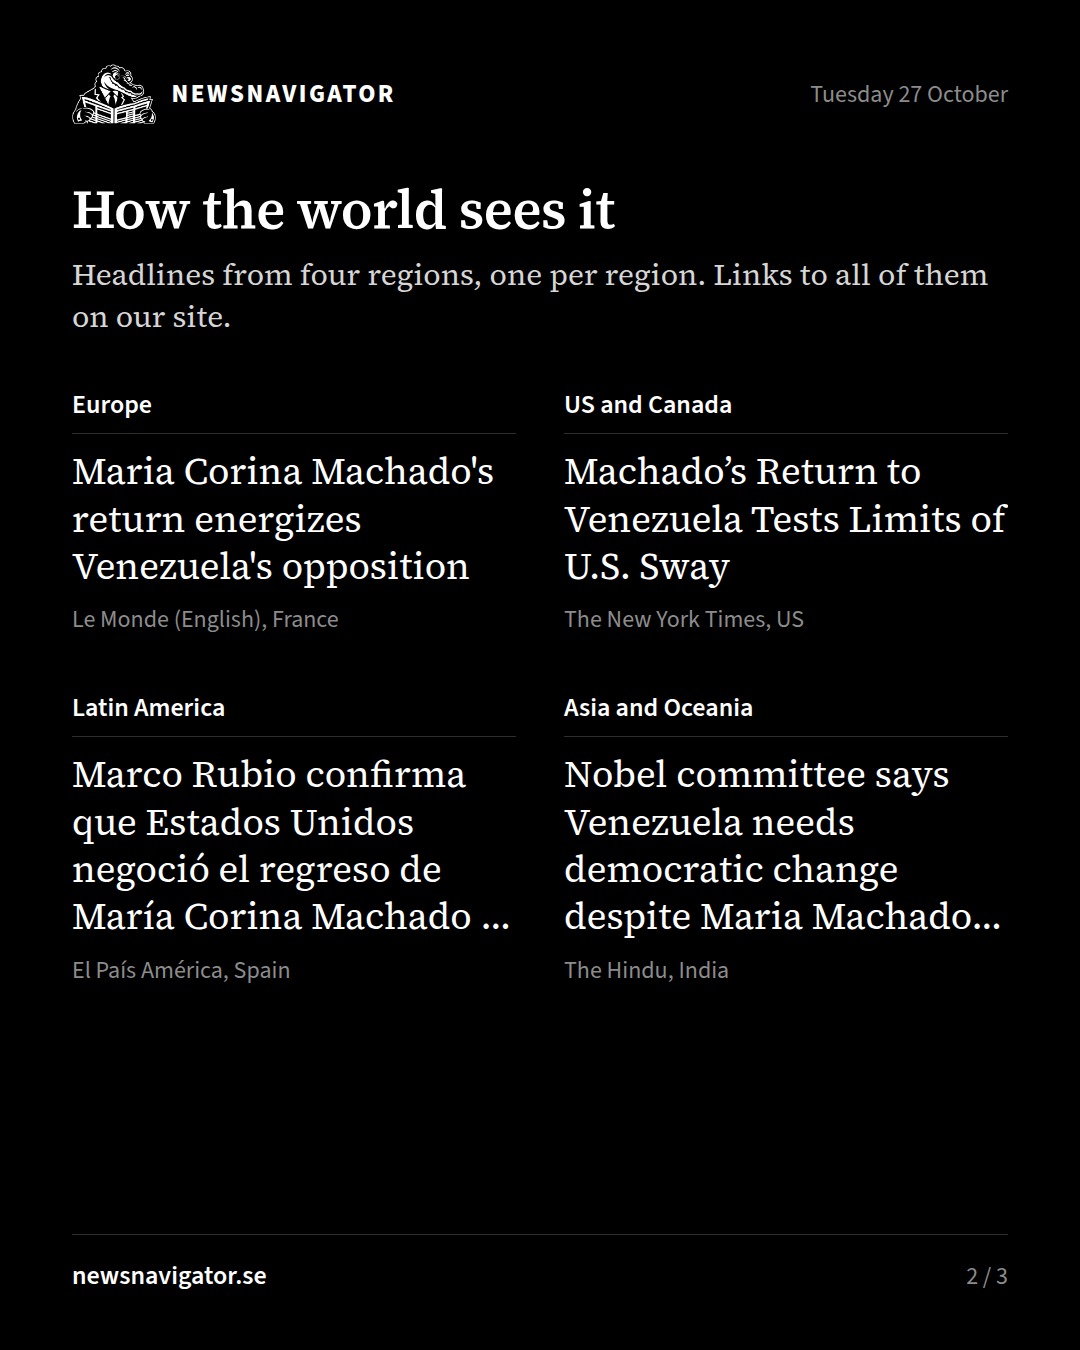 NEWSNAVIGATOR
Tuesday 27 October
How the world sees it
Headlines from four regions, one per region. Links to all of them
on our site.
Europe
Maria Corina Machado's
return energizes
Venezuela's opposition
Le Monde (English), France
US and Canada
Machado’s Return to
Venezuela Tests Limits of
U.S. Sway
The New York Times, US
Latin America
Marco Rubio confirma
que Estados Unidos
negoció el regreso de
María Corina Machado ...
El País América, Spain
Asia and Oceania
Nobel committee says
Venezuela needs
democratic change
despite Maria Machado...
The Hindu, India
newsnavigator.se
2 / 3